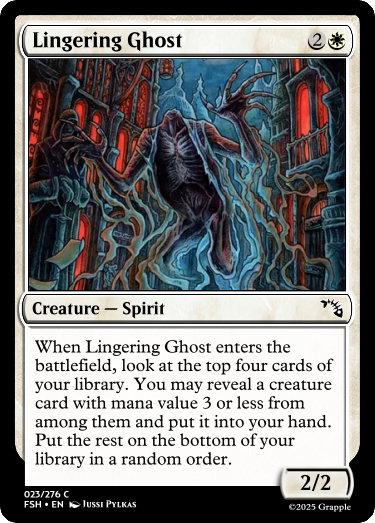 Lingering Ghost 2
Creature — Spirit
When Lingering Ghost enters the
battlefield, look at the top four cards of
your library. You may reveal a creature
card with mana value 3 or less from
among them and put it into your hand.
Put the rest on the bottom of your
library in a random order.
2/2
023/276 C
FSH • EN Jussi Pylkas
©2025 Grapple